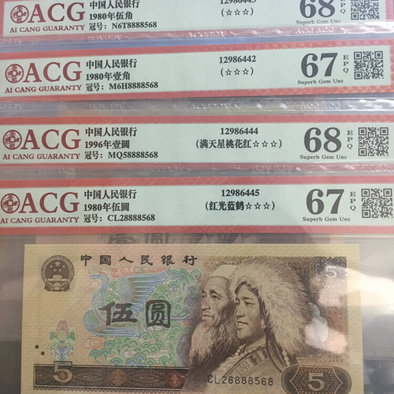 ACG
AI CANG GUARANTY
中国人民银行
1980年伍角
冠号: N6T8888568
12986443
(☆☆☆)
68 EPQ
Superb Gem Unc
ACG
AI CANG GUARANTY
中国人民银行
1980年壹角
冠号: M6H8888568
12986442
(☆☆☆)
67 EPQ
Superb Gem Unc
ACG
AI CANG GUARANTY
中国人民银行
1996年壹圆
冠号: MQ58888568
12986444
(满天星桃花红☆☆☆)
68 EPQ
Superb Gem Unc
ACG
AI CANG GUARANTY
中国人民银行
1980年伍圆
冠号: CL28888568
12986445
(红光蓝鹤☆☆☆)
67 EPQ
Superb Gem Unc
中国人民银行
伍圆
5
CL28888568
5
5